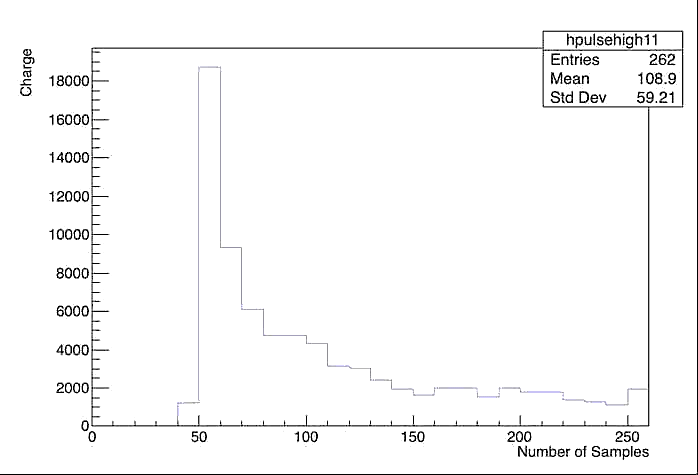 hpulsehigh11
Entries 262
Mean 108.9
Std Dev 59.21
Charge
18000
16000
14000
12000
10000
8000
6000
4000
2000
0
0 50 100 150 200 250
Number of Samples